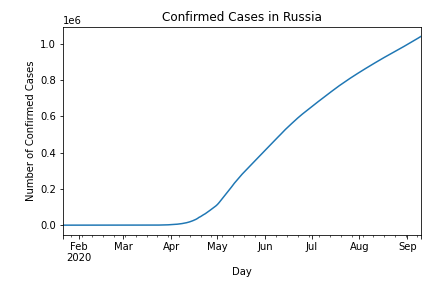 Confirmed Cases in Russia
1e6
1.0
0.8
0.6
0.4
0.2
0.0
Number of Confirmed Cases
Feb Mar Apr May Jun Jul Aug Sep
2020
Day